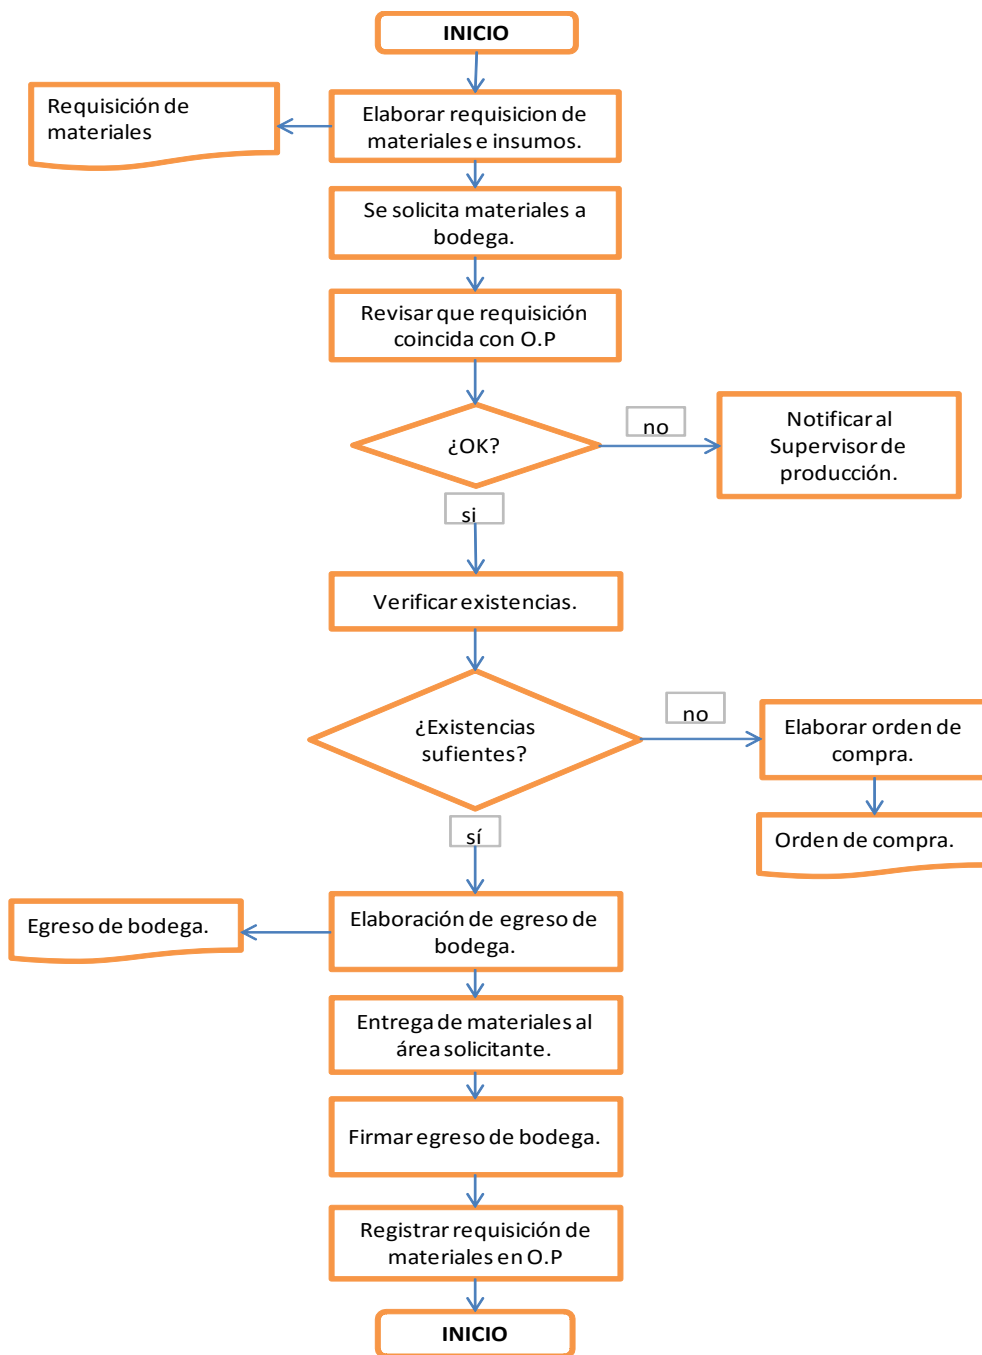 INICIO
Requisición de
materiales
Elaborar requisicion de
materiales e insumos.
Se solicita materiales a
bodega.
Revisar que requisición
coincida con O.P
¿OK?
no
Notificar al
Supervisor de
producción.
si
Verificar existencias.
¿Existencias
sufientes?
no
Elaborar orden de
compra.
Orden de compra.
sí
Egreso de bodega.
Elaboración de egreso de
bodega.
Entrega de materiales al
área solicitante.
Firmar egreso de bodega.
Registrar requisición de
materiales en O.P
INICIO